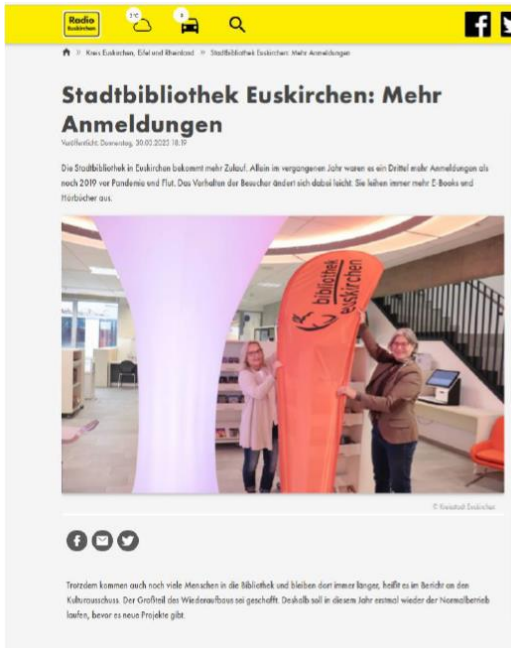 Radio
Euskirchen
Kreis Euskirchen, Eifel und Rheinland » Stadtbibliothek Euskirchen: Mehr Anmeldungen
Stadtbibliothek Euskirchen: Mehr
Anmeldungen
Veröffentlicht: Donnerstag, 30.03.2023 18:19
Die Stadtbibliothek in Euskirchen bekommt mehr Zulauf. Allein im vergangenen Jahr waren es ein Drittel mehr Anmeldungen als
noch 2019 vor Pandemie und Flut. Das Verhalten der Besucher ändert sich dabei leicht: Sie leihen immer mehr E-Books und
Hörbücher aus.
bibliothek
euskirchen
© Kreisstadt Euskirchen
Trotzdem kommen auch noch viele Menschen in die Bibliothek und bleiben dort immer länger, heißt es im Bericht an den
Kulturausschuss. Der Großteil des Wiederaufbaus sei geschafft. Deshalb soll in diesem Jahr erstmal wieder der Normalbetrieb
laufen, bevor es neue Projekte gibt.